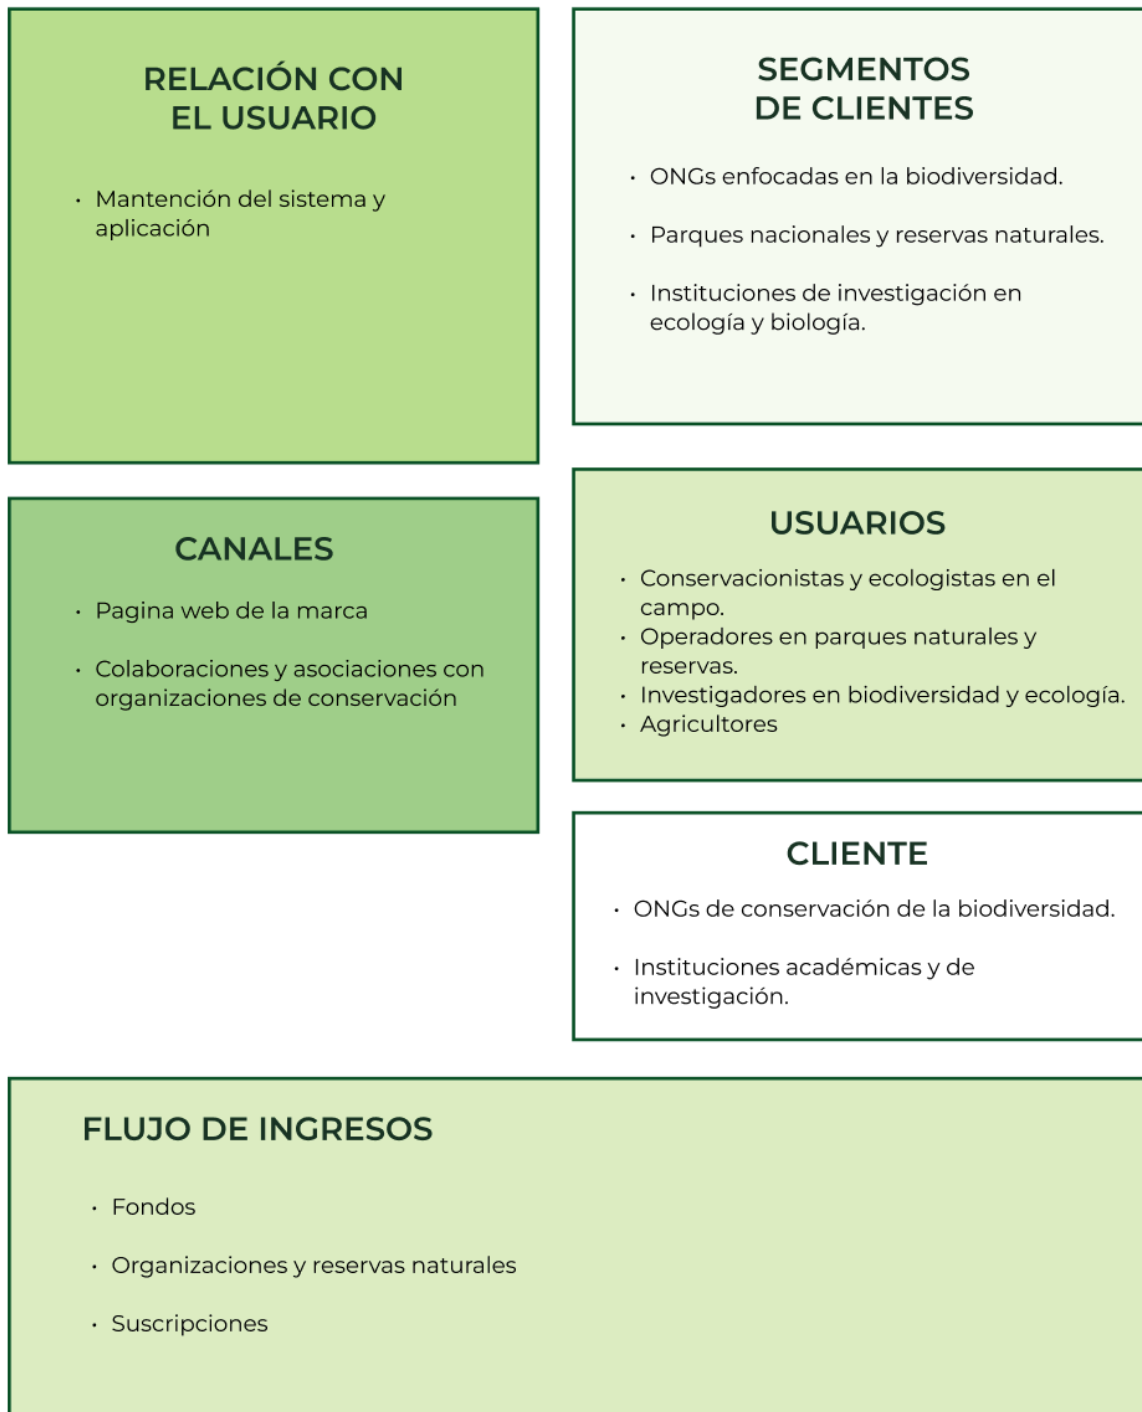 RELACIÓN CON
EL USUARIO
• Mantención del sistema y
aplicación
SEGMENTOS
DE CLIENTES
• ONGs enfocadas en la biodiversidad.
• Parques nacionales y reservas naturales.
• Instituciones de investigación en
ecología y biología.
CANALES
• Pagina web de la marca
• Colaboraciones y asociaciones con
organizaciones de conservación
USUARIOS
• Conservacionistas y ecologistas en el
campo.
• Operadores en parques naturales y
reservas.
• Investigadores en biodiversidad y ecología.
• Agricultores
CLIENTE
• ONGs de conservación de la biodiversidad.
• Instituciones académicas y de
investigación.
FLUJO DE INGRESOS
• Fondos
• Organizaciones y reservas naturales
• Suscripciones